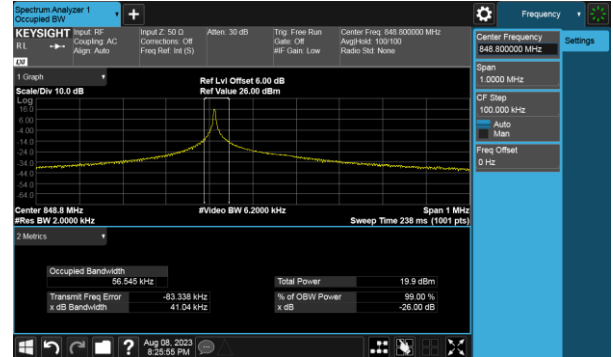 Spectrum Analyzer 1
Occupied BW
+
Frequency
KEYSIGHT
RL
Input: RF
Coupling: AC
Align: Auto
Input Z: 50 Ω
Corrections: Off
Freq Ref: Int (S)
Atten: 30 dB
Trig: Free Run
Gate: Off
#IF Gain: Low
Center Freq: 848.800000 MHz
Avg|Hold: 100/100
Radio Std: None
LXI
1 Graph
Scale/Div 10.0 dB
Ref Lvl Offset 6.00 dB
Ref Value 26.00 dBm
Log
16.0
6.00
-4.00
-14.0
-24.0
-34.0
-44.0
-54.0
-64.0
Center 848.8 MHz
#Video BW 6.2000 kHz
Span 1 MHz
#Res BW 2.0000 kHz
Sweep Time 238 ms (1001 pts)
2 Metrics
Occupied Bandwidth
56.545 kHz
Total Power 19.9 dBm
Transmit Freq Error -83.338 kHz
% of OBW Power 99.00 %
x dB Bandwidth 41.04 kHz
x dB -26.00 dB
Center Frequency
848.800000 MHz
Settings
Span
1.0000 MHz
CF Step
100.000 kHz
Auto
Man
Freq Offset
0 Hz
?
Aug 08, 2023
8:25:55 PM